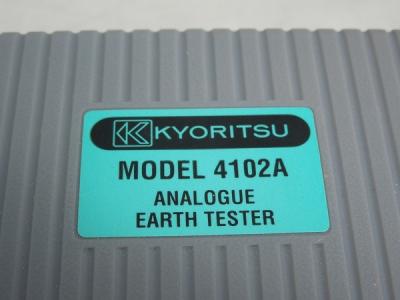 KYORITSU
MODEL 4102A
ANALOGUE
EARTH TESTER